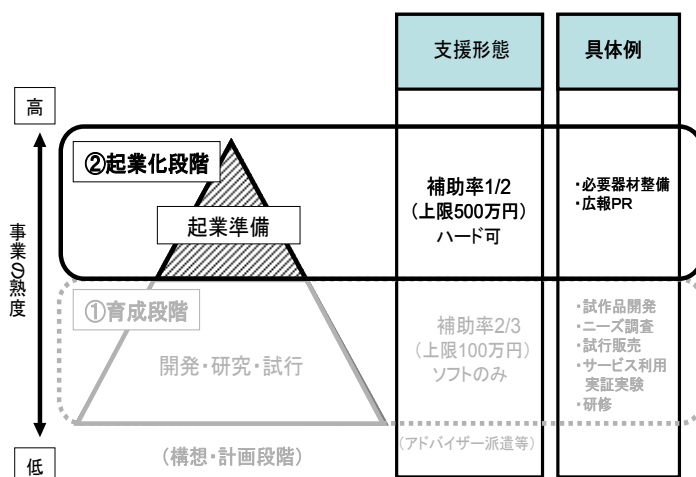 支援形態
具体例
高
②起業化段階
起業準備
補助率1/2
(上限500万円)
ハード可
・必要器材整備
・広報PR
事業の熟度
①育成段階
開発・研究・試行
補助率2/3
(上限100万円)
ソフトのみ
・試作品開発
・ニーズ調査
・試行販売
・サービス利用
実証実験
・研修
(構想・計画段階)
(アドバイザー派遣等)
低